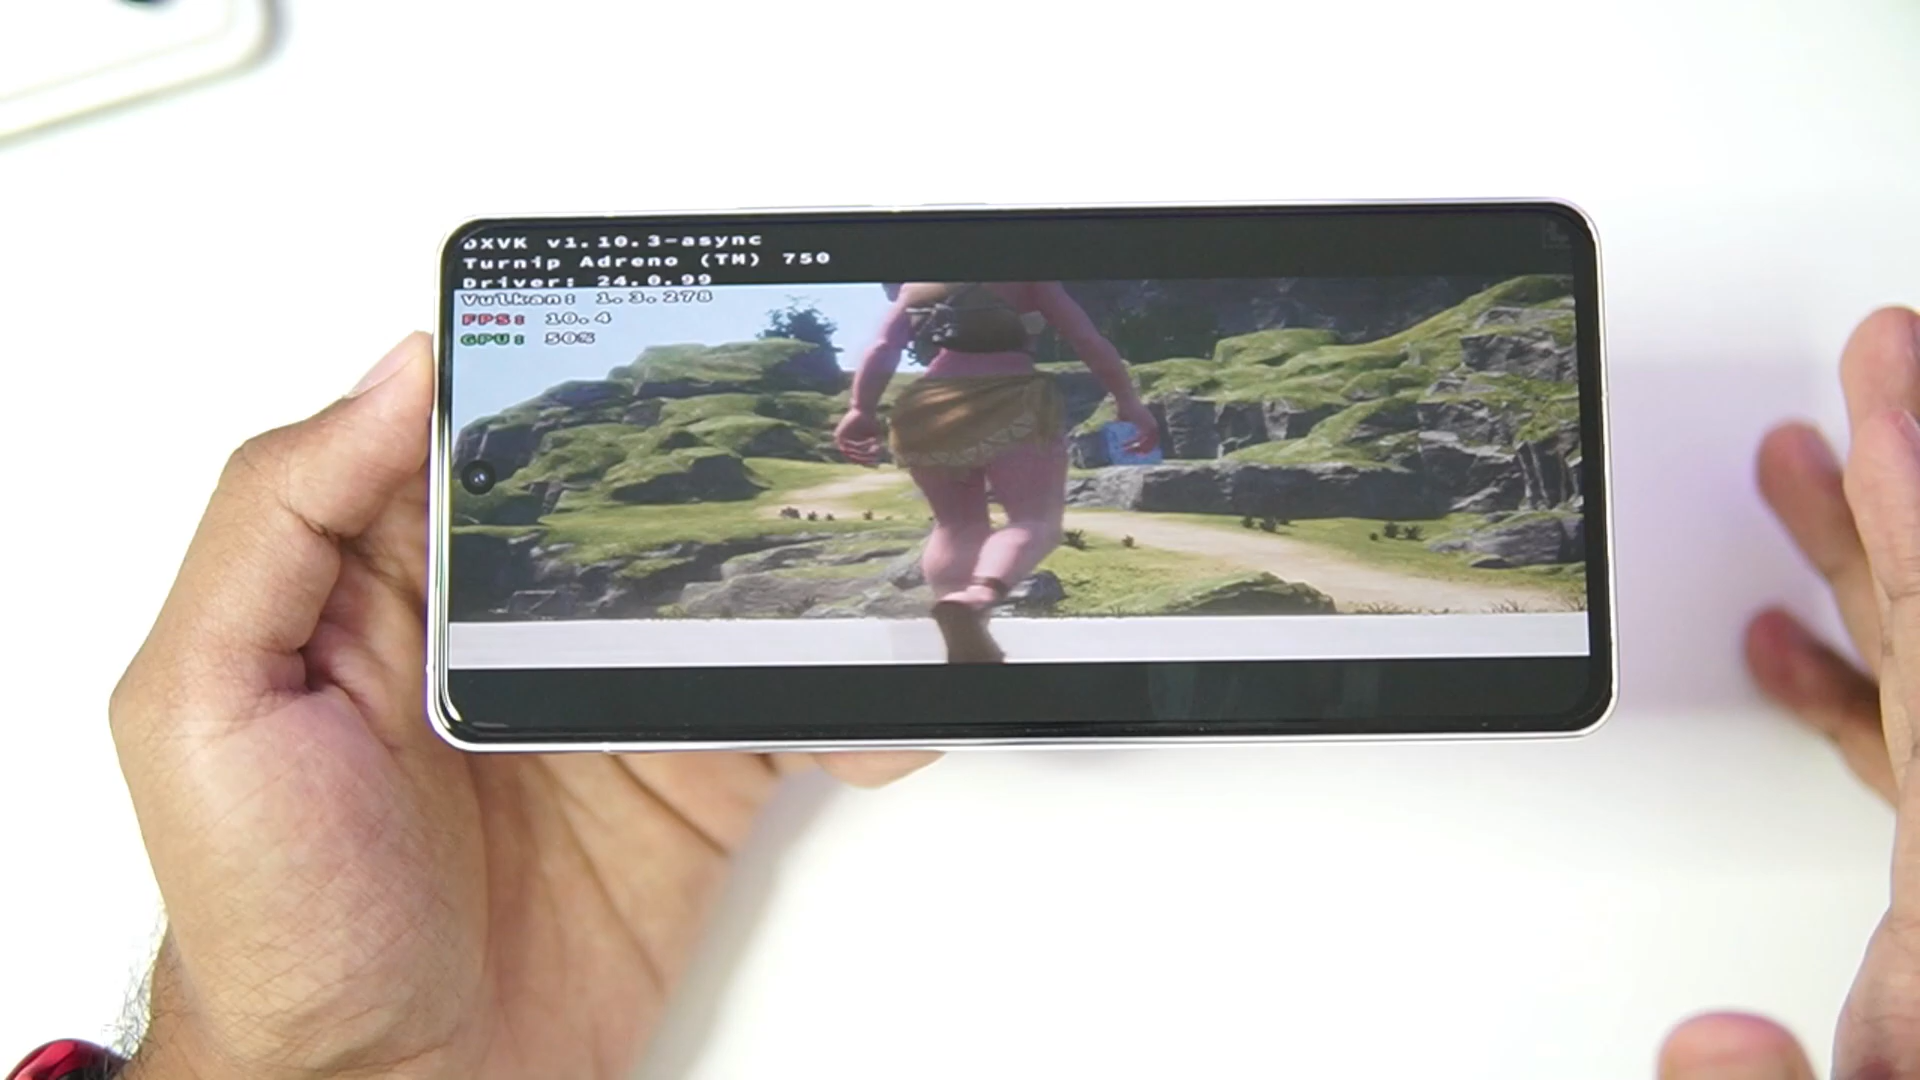 DXVK v1.10.3-async
Turnip Adreno (TM) 750
Driver: 24.0.99
Vulkan: 1.3.278
FPS: 10.4
GPU: 50%